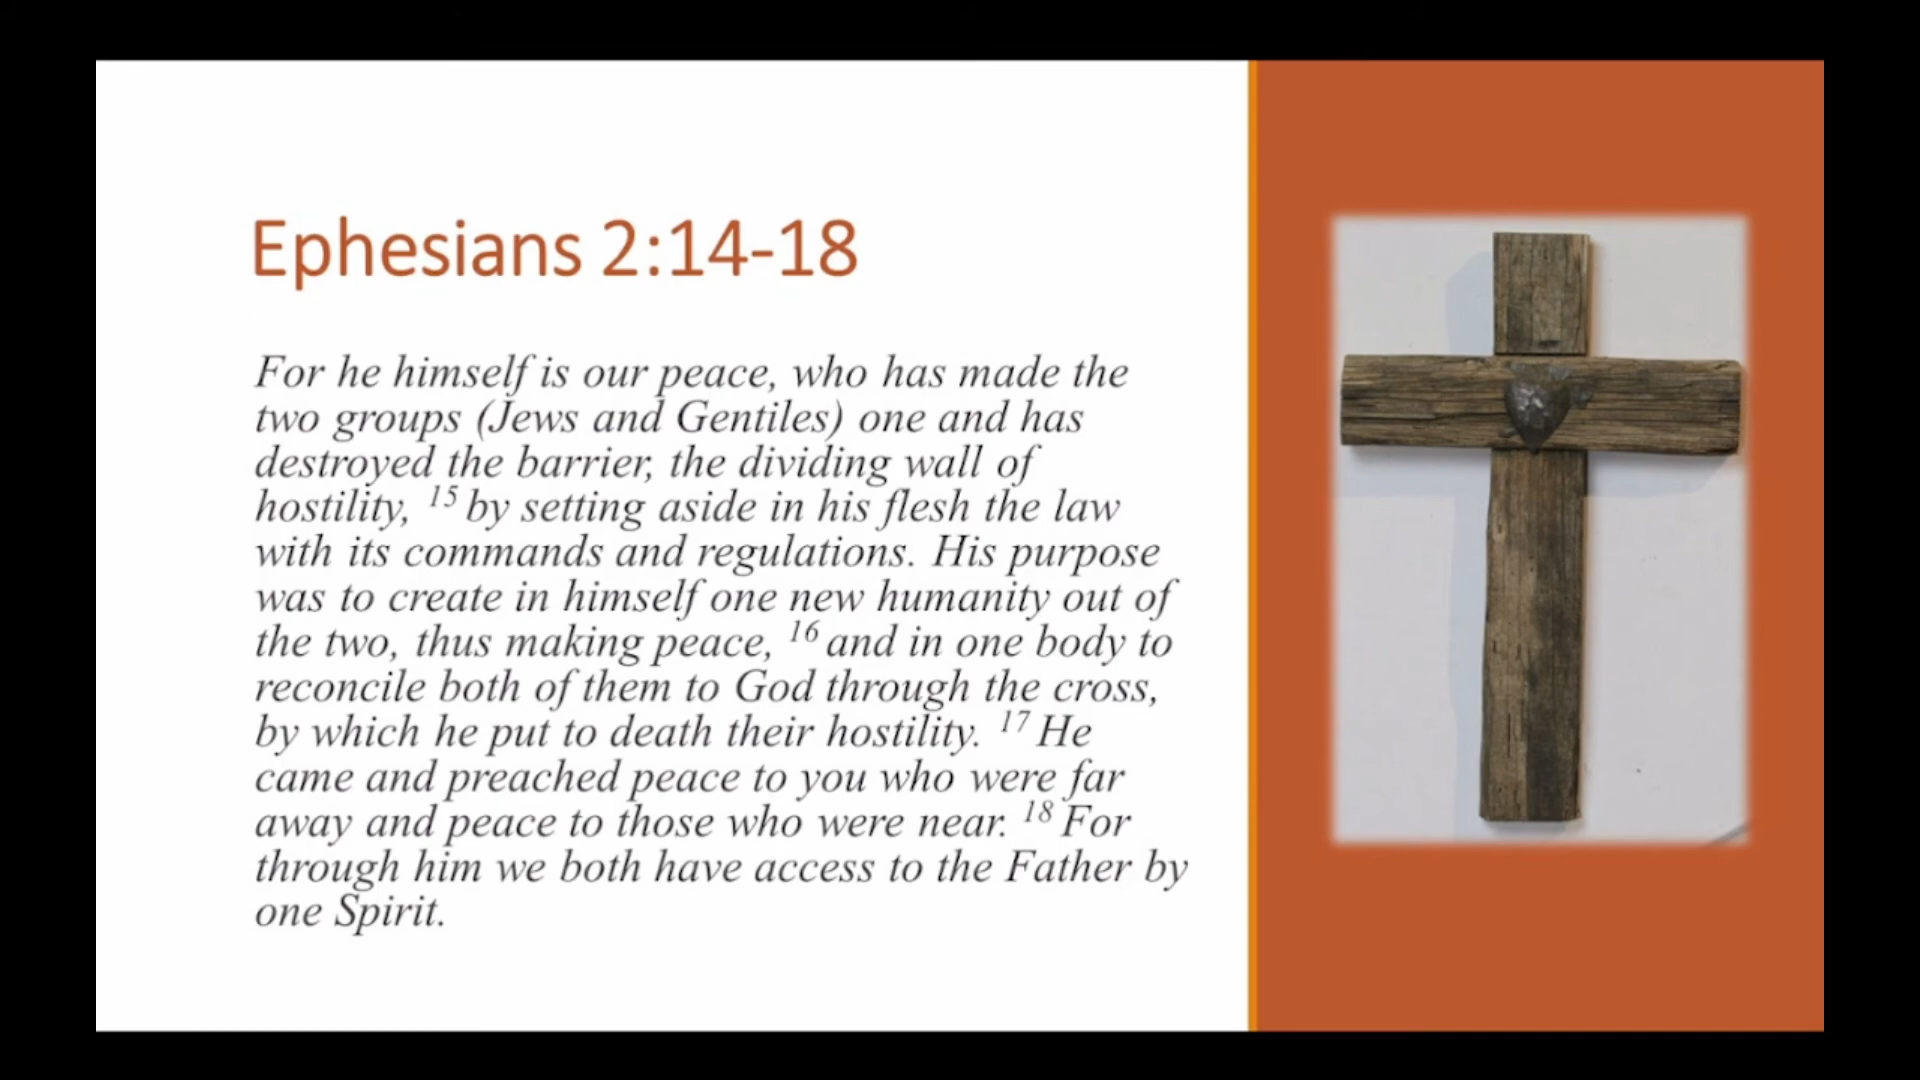 Ephesians 2:14-18
For he himself is our peace, who has made the
two groups (Jews and Gentiles) one and has
destroyed the barrier, the dividing wall of
hostility, 15 by setting aside in his flesh the law
with its commands and regulations. His purpose
was to create in himself one new humanity out of
the two, thus making peace, 16 and in one body to
reconcile both of them to God through the cross,
by which he put to death their hostility. 17 He
came and preached peace to you who were far
away and peace to those who were near. 18 For
through him we both have access to the Father by
one Spirit.